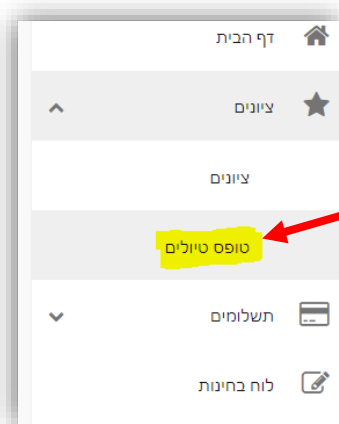 דף הבית
ציונים
ציונים
טופס טיולים
תשלומים
לוח בחינות